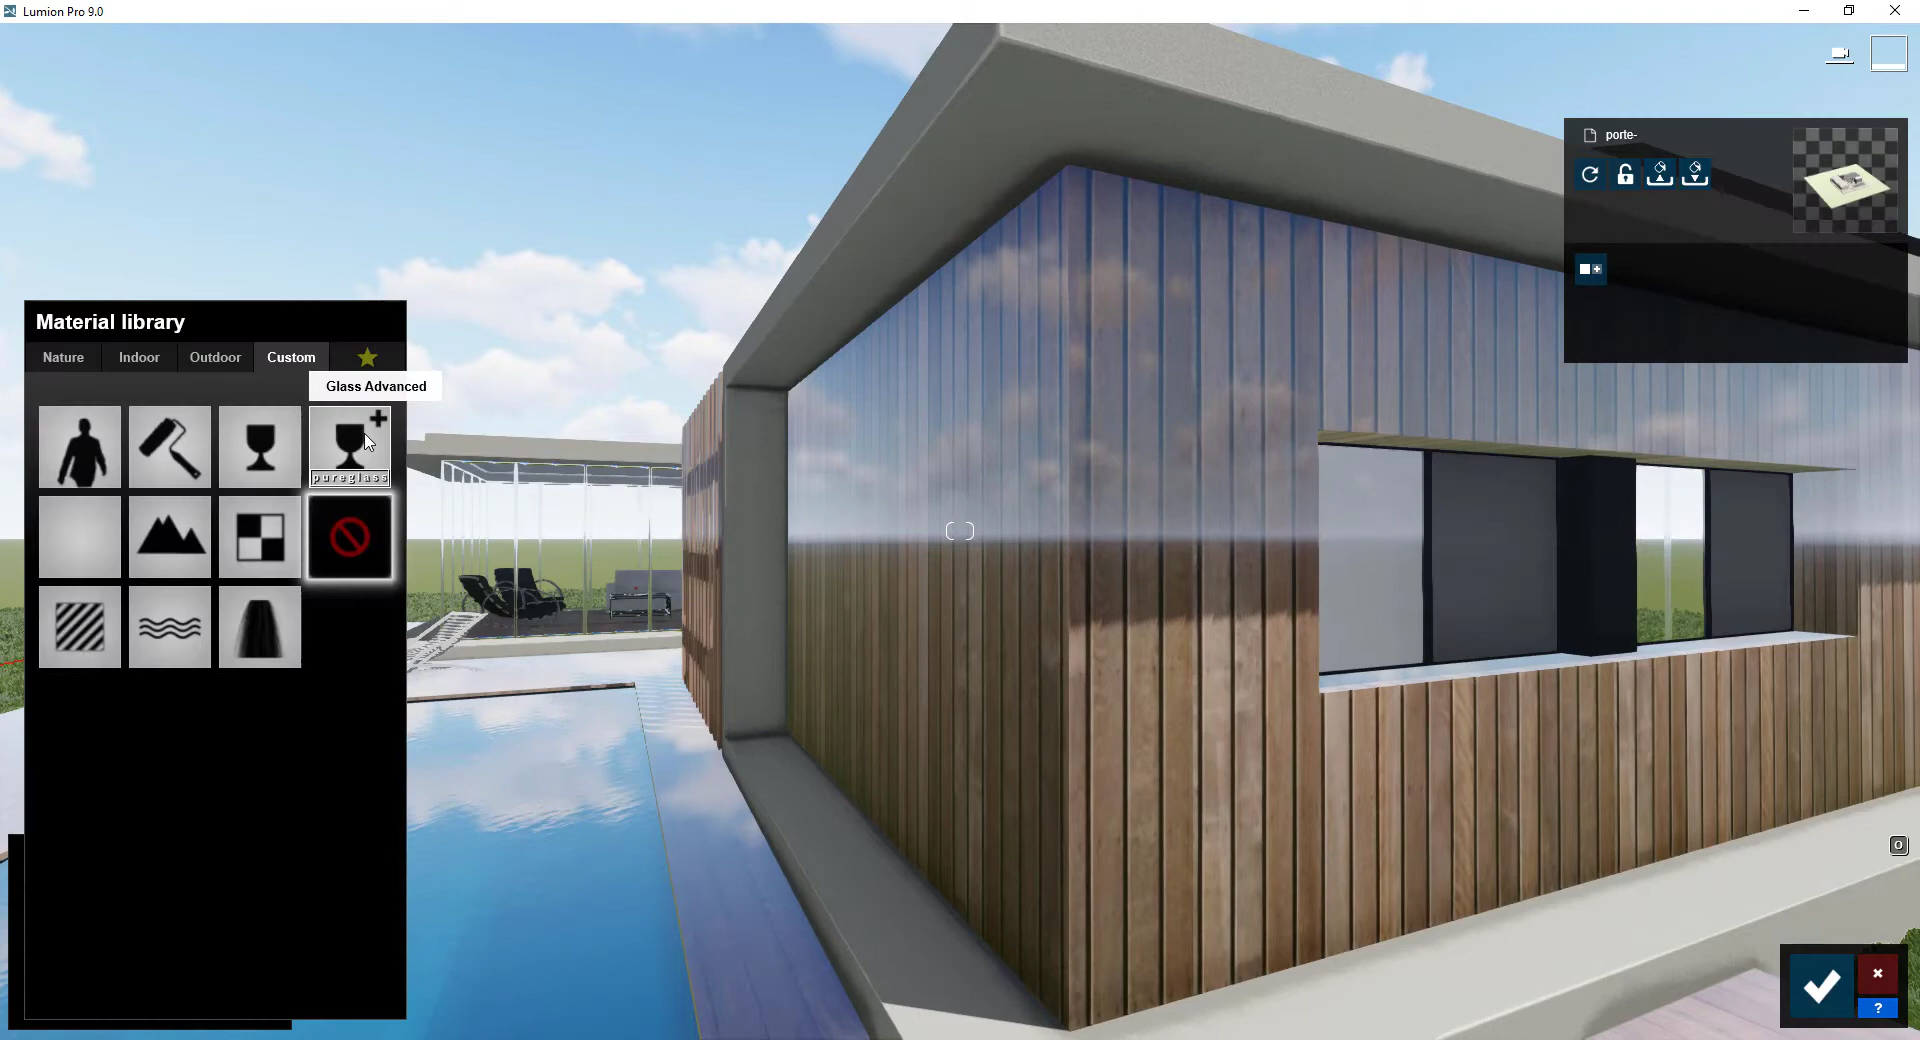 Lumion Pro 9.0
porte-
Material library
Nature Indoor Outdoor Custom
Glass Advanced
pureglass
O
?